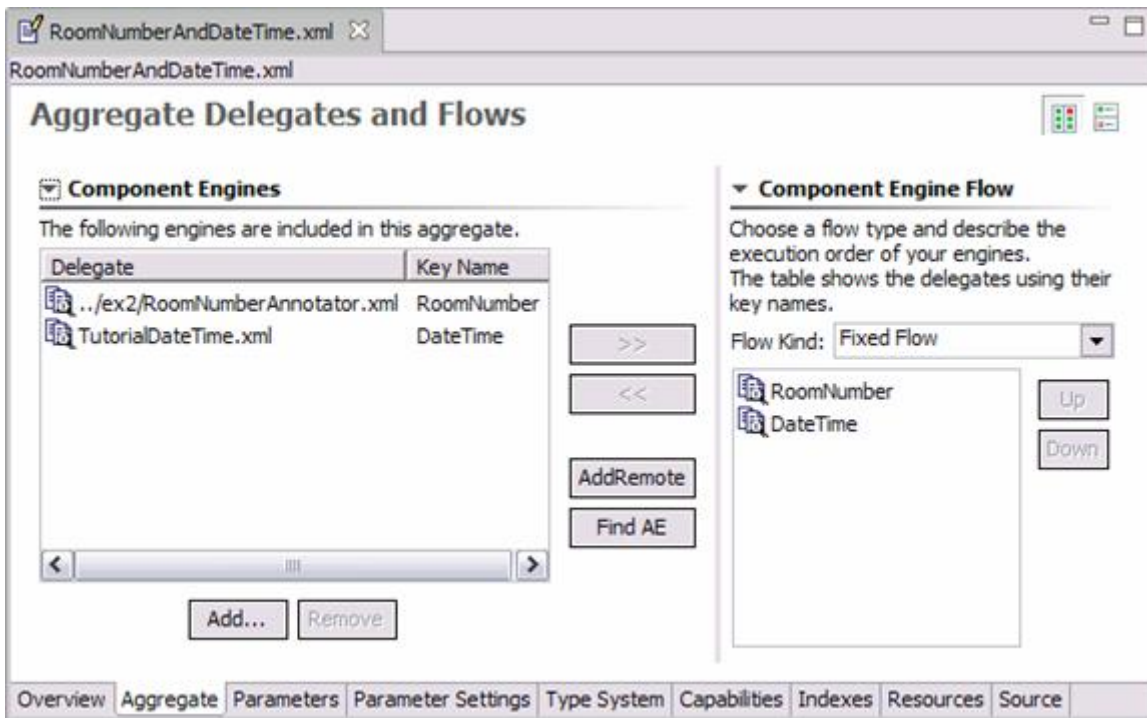 RoomNumberAndDateTime.xml
RoomNumberAndDateTime.xml
Aggregate Delegates and Flows
Component Engines
The following engines are included in this aggregate.
Delegate Key Name
../ex2/RoomNumberAnnotator.xml RoomNumber
TutorialDateTime.xml DateTime
>>
<<
AddRemote
Find AE
Add... Remove
Component Engine Flow
Choose a flow type and describe the
execution order of your engines.
The table shows the delegates using their
key names.
Flow Kind: Fixed Flow
RoomNumber
DateTime
Up
Down
Overview Aggregate Parameters Parameter Settings Type System Capabilities Indexes Resources Source